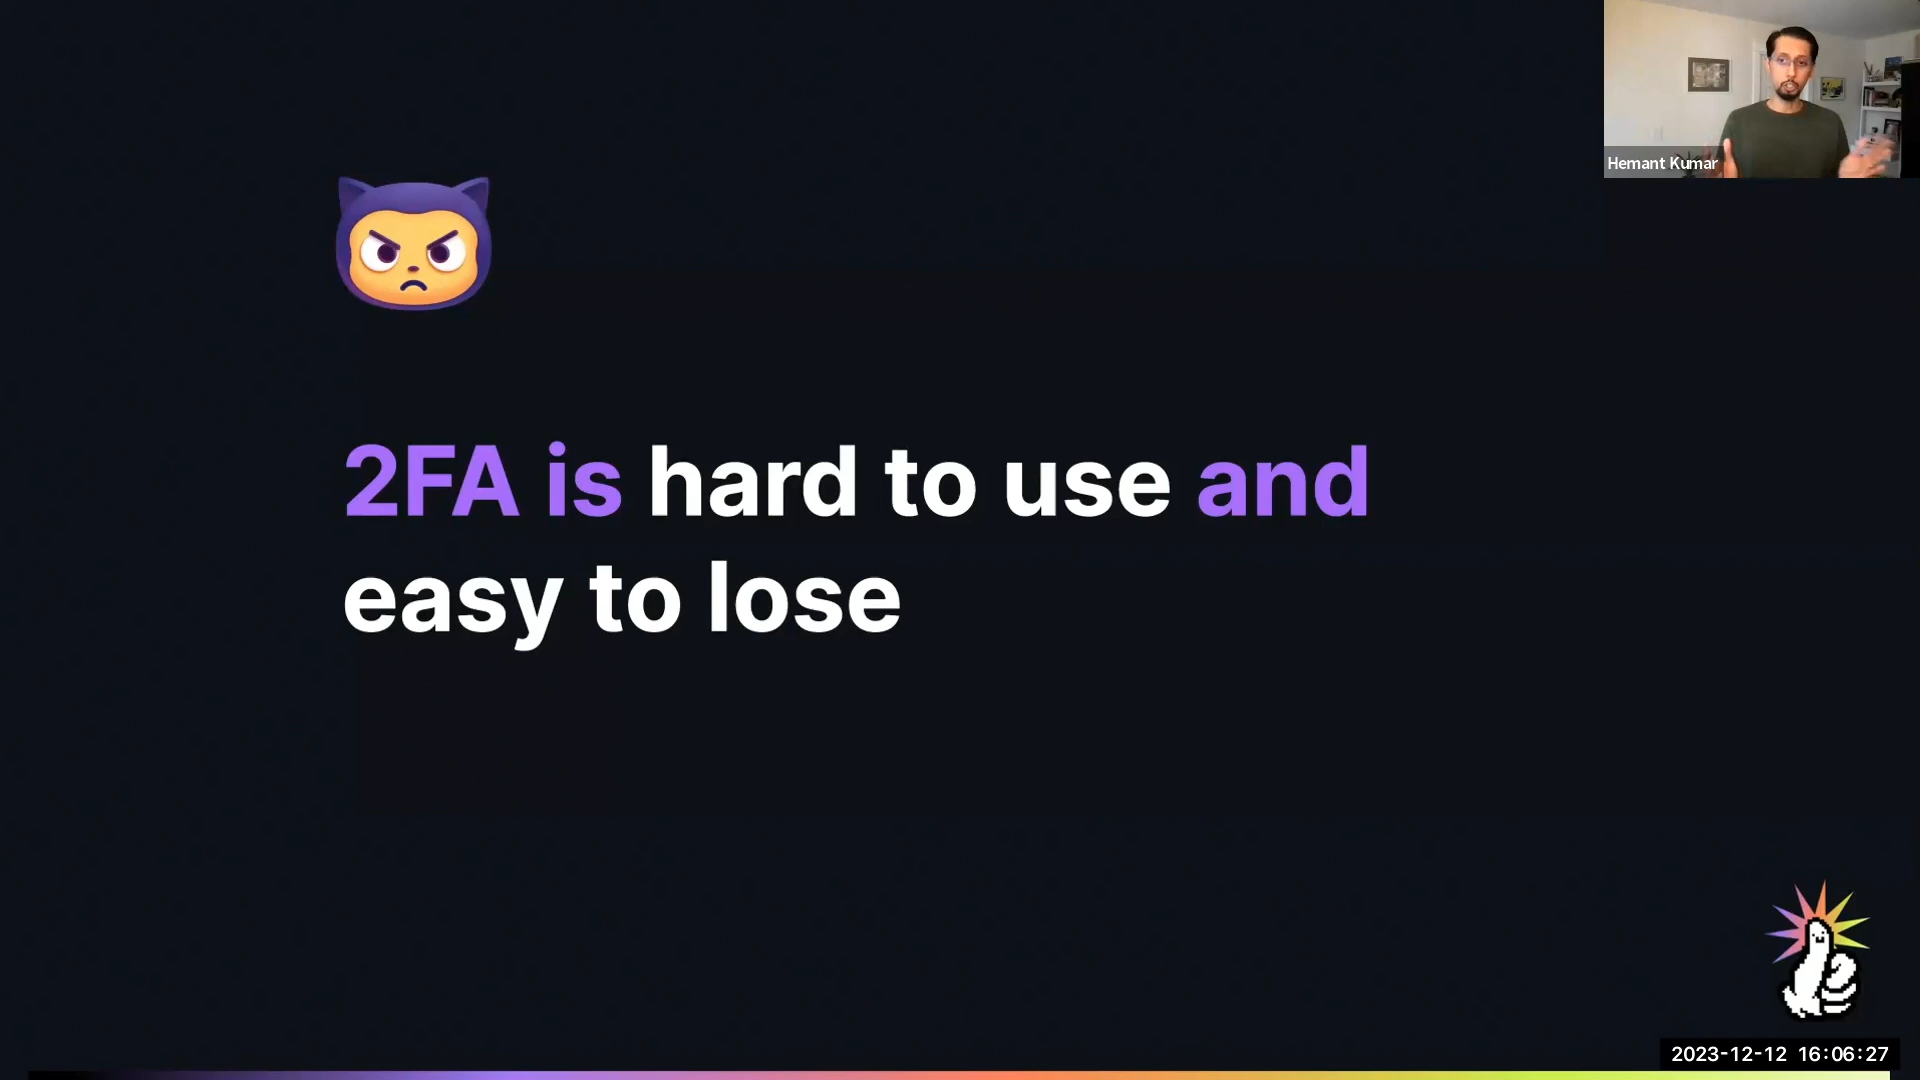 Hemant Kumar
2FA is hard to use and
easy to lose
2023-12-12 16:06:27